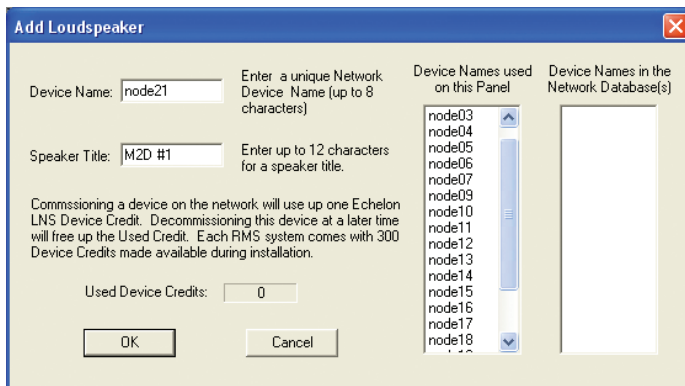 Add Loudspeaker
Device Name: node21
Enter a unique Network
Device Name (up to 8
characters)
Speaker Title: M2D #1
Enter up to 12 characters
for a speaker title.
Commssioning a device on the network will use up one Echelon
LNS Device Credit. Decommissioning this device at a later time
will free up the Used Credit. Each RMS system comes with 300
Device Credits made available during installation.
Used Device Credits: 0
OK
Cancel
Device Names used
on this Panel
node03
node04
node05
node06
node07
node09
node10
node11
node12
node13
node14
node15
node16
node17
node18
Device Names in the
Network Database(s)